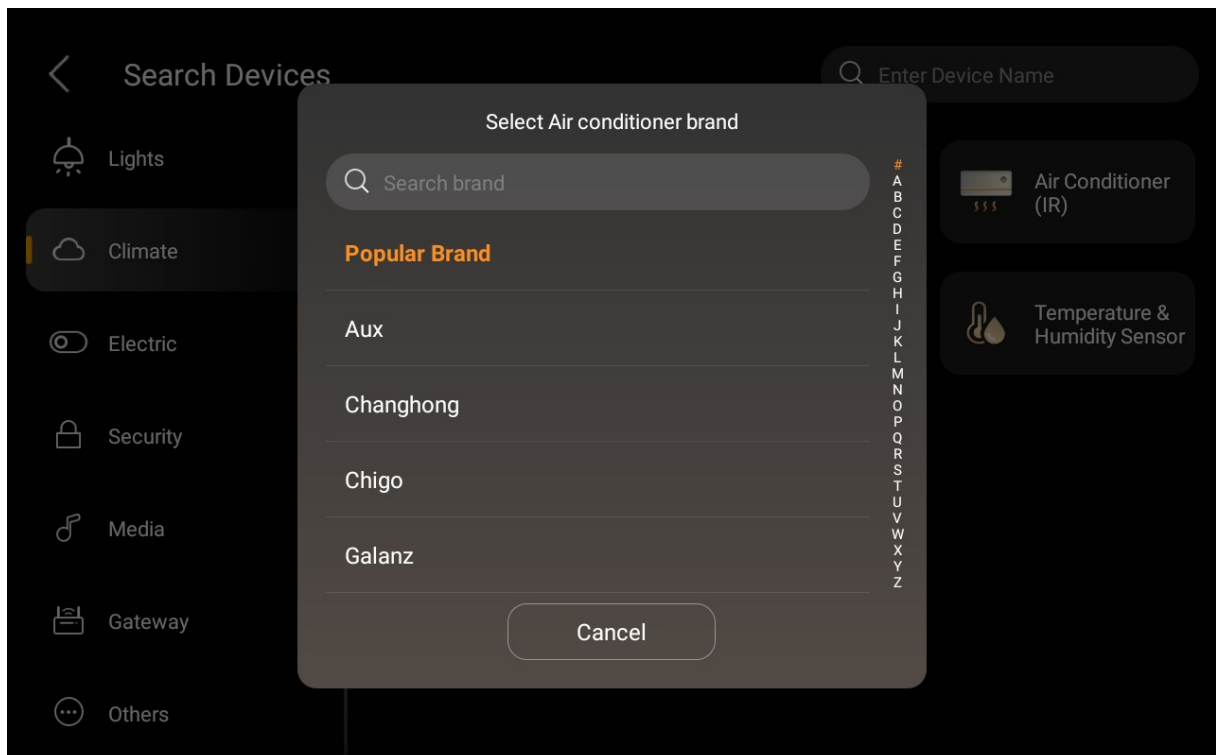 Search Devices
Enter Device Name
Lights
Climate
Electric
Security
Media
Gateway
Others
Select Air conditioner brand
Search brand
Popular Brand
Aux
Changhong
Chigo
Galanz
Cancel
#
A
B
C
D
E
F
G
H
I
J
K
L
M
N
O
P
Q
R
S
T
U
V
W
X
Y
Z
Air Conditioner
(IR)
Temperature &
Humidity Sensor